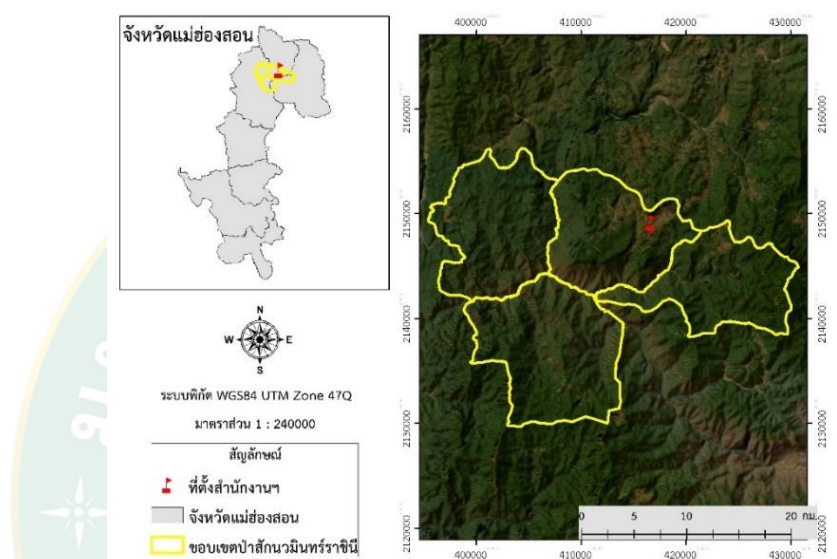 จังหวัดแม่ฮ่องสอน
N
W E
S
ระบบพิกัด WGS84 UTM Zone 47Q
มาตราส่วน 1 : 240000
สัญลักษณ์
ที่ตั้งสำนักงานฯ
จังหวัดแม่ฮ่องสอน
ขอบเขตป่าสักนวมินทร์ราชินี
400000 410000 420000 430000
2160000 2160000
2150000 2150000
2140000 2140000
2130000 2130000
2120000 2120000
0 5 10 20 กม.
400000 410000 420000 430000